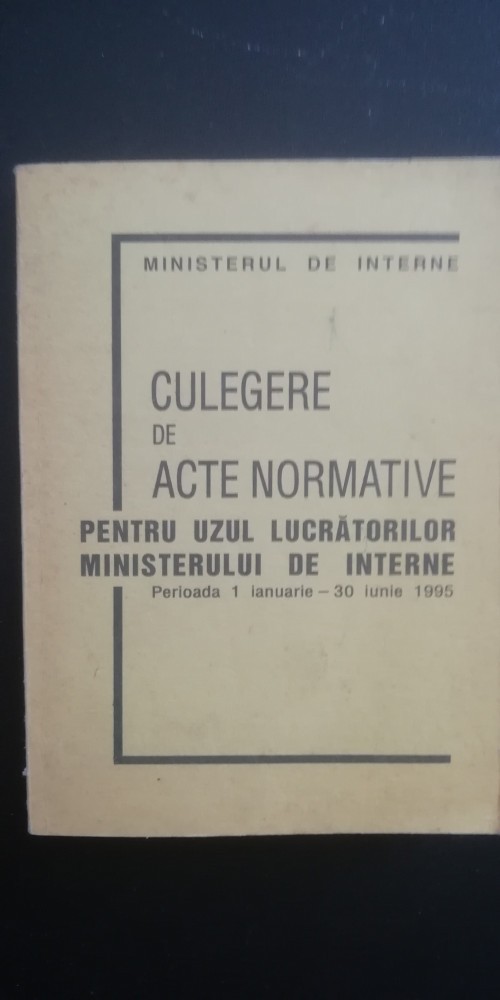 MINISTERUL DE INTERNE
CULEGERE
DE
ACTE NORMATIVE
PENTRU UZUL LUCRĂTORILOR
MINISTERULUI DE INTERNE
Perioada 1 ianuarie – 30 iunie 1995